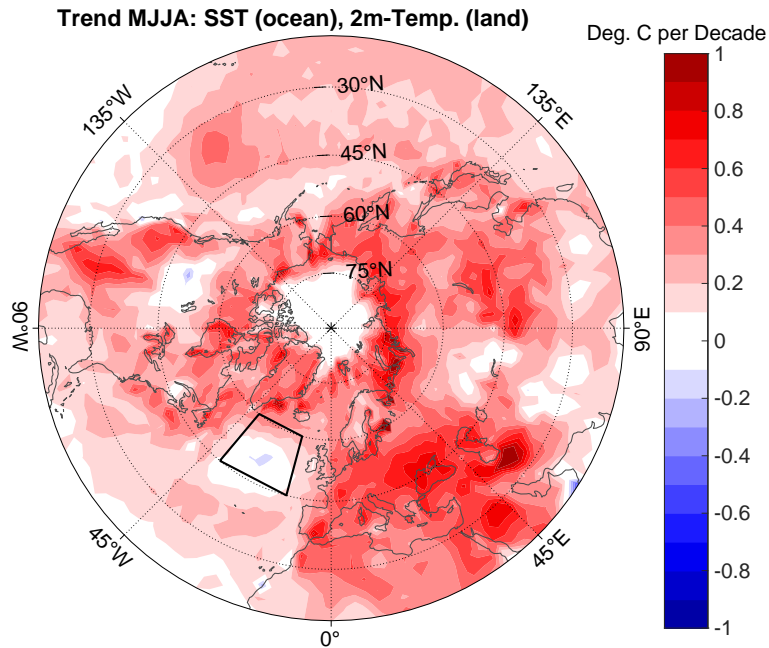 Trend MJJA: SST (ocean), 2m-Temp. (land)
Deg. C per Decade
135°W
30°N
135°E
45°N
60°N
75°N
90°W
90°E
45°W
45°E
0°
1
0.8
0.6
0.4
0.2
0
-0.2
-0.4
-0.6
-0.8
-1